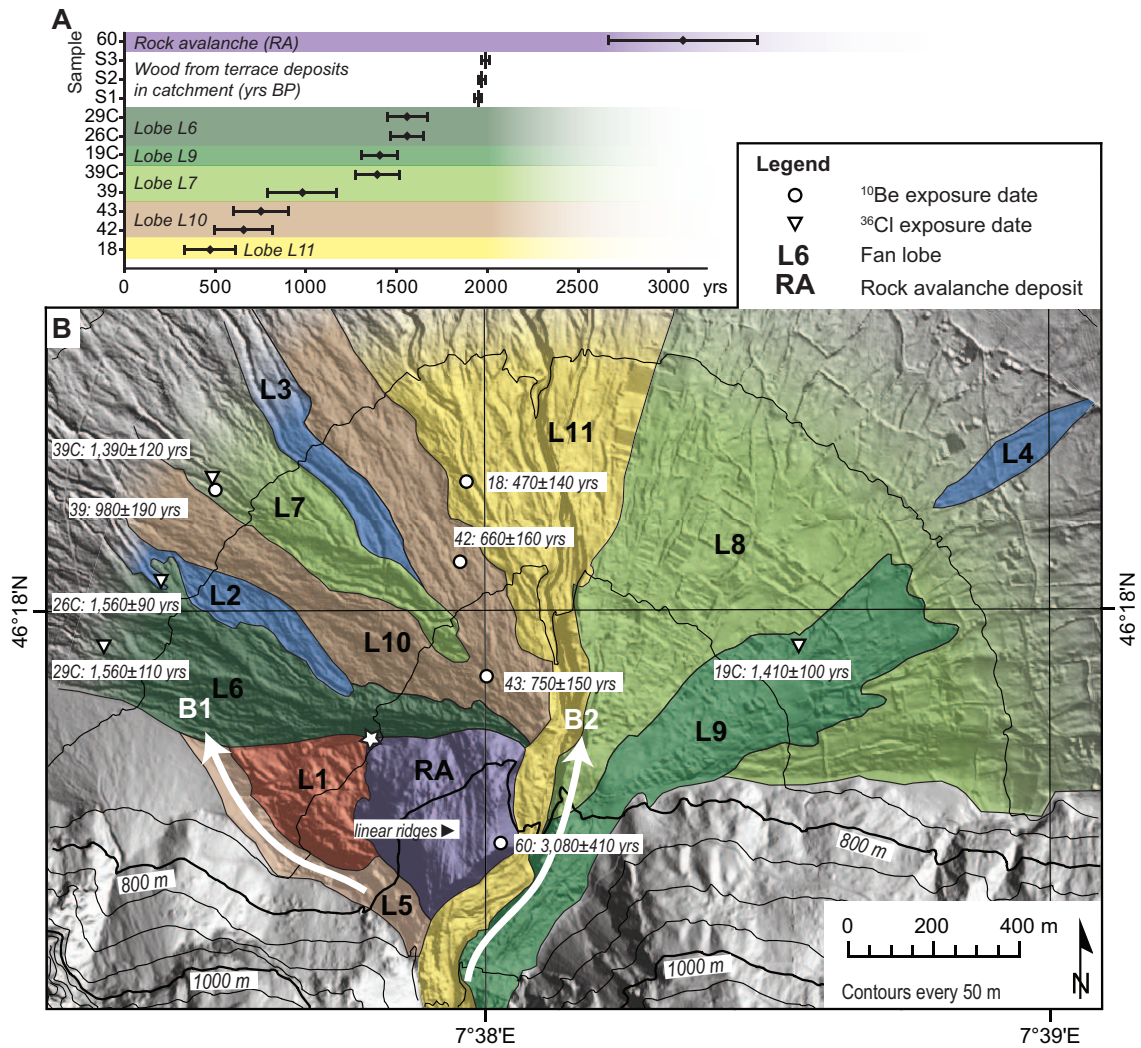 A
Sample
60
Rock avalanche (RA)
S3
Wood from terrace deposits
S2
in catchment (yrs BP)
S1
29C
Lobe L6
26C
19C
Lobe L9
39C
Lobe L7
39
43
Lobe L10
42
18
Lobe L11
0
500
1000
1500
2000
2500
3000
yrs
Legend
¹⁰Be exposure date
³⁶Cl exposure date
L6
Fan lobe
RA
Rock avalanche deposit
B
L3
L11
39C: 1,390±120 yrs
L4
18: 470±140 yrs
39: 980±190 yrs
L7
42: 660±160 yrs
L8
46°18'N
46°18'N
26C: 1,560±90 yrs
L2
L10
29C: 1,560±110 yrs
L6
43: 750±150 yrs
19C: 1,410±100 yrs
B1
B2
L9
L1
RA
linear ridges ►
60: 3,080±410 yrs
800 m
800 m
L5
1000 m
1000 m
0 200 400 m
Contours every 50 m
N
7°38'E
7°39'E